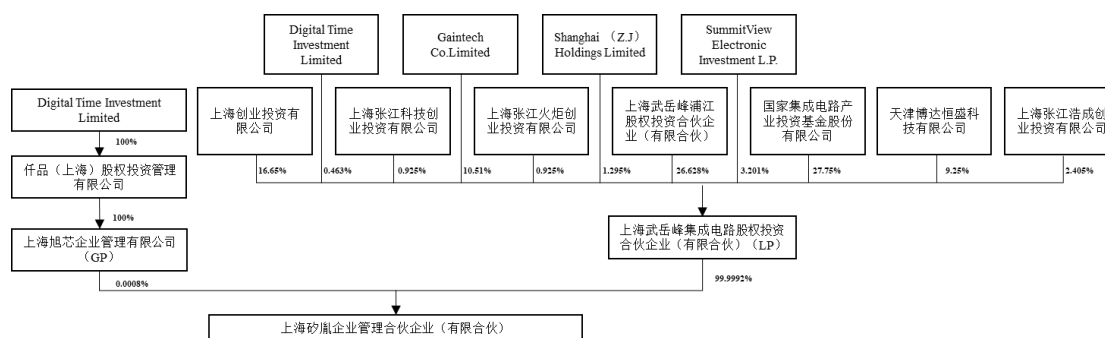 Digital Time
Investment
Limited
Gaintech
Co.Limited
Shanghai （Z.J）
Holdings Limited
SummitView
Electronic
Investment L.P.
Digital Time Investment
Limited
上海创业投资有
限公司
上海张江科技创
业投资有限公司
上海张江火炬创
业投资有限公司
上海武岳峰浦江
股权投资合伙企
业（有限合伙）
国家集成电路产
业投资基金股份
有限公司
天津博达恒盛科
技有限公司
上海张江浩成创
业投资有限公司
100%
仟品（上海）股权投资管理
有限公司
16.65%
0.463%
0.925%
10.51%
0.925%
1.295%
26.628%
3.201%
27.75%
9.25%
2.405%
100%
上海旭芯企业管理有限公司
（GP）
上海武岳峰集成电路股权投资
合伙企业（有限合伙）（LP）
0.0008%
99.9992%
上海矽胤企业管理合伙企业（有限合伙）